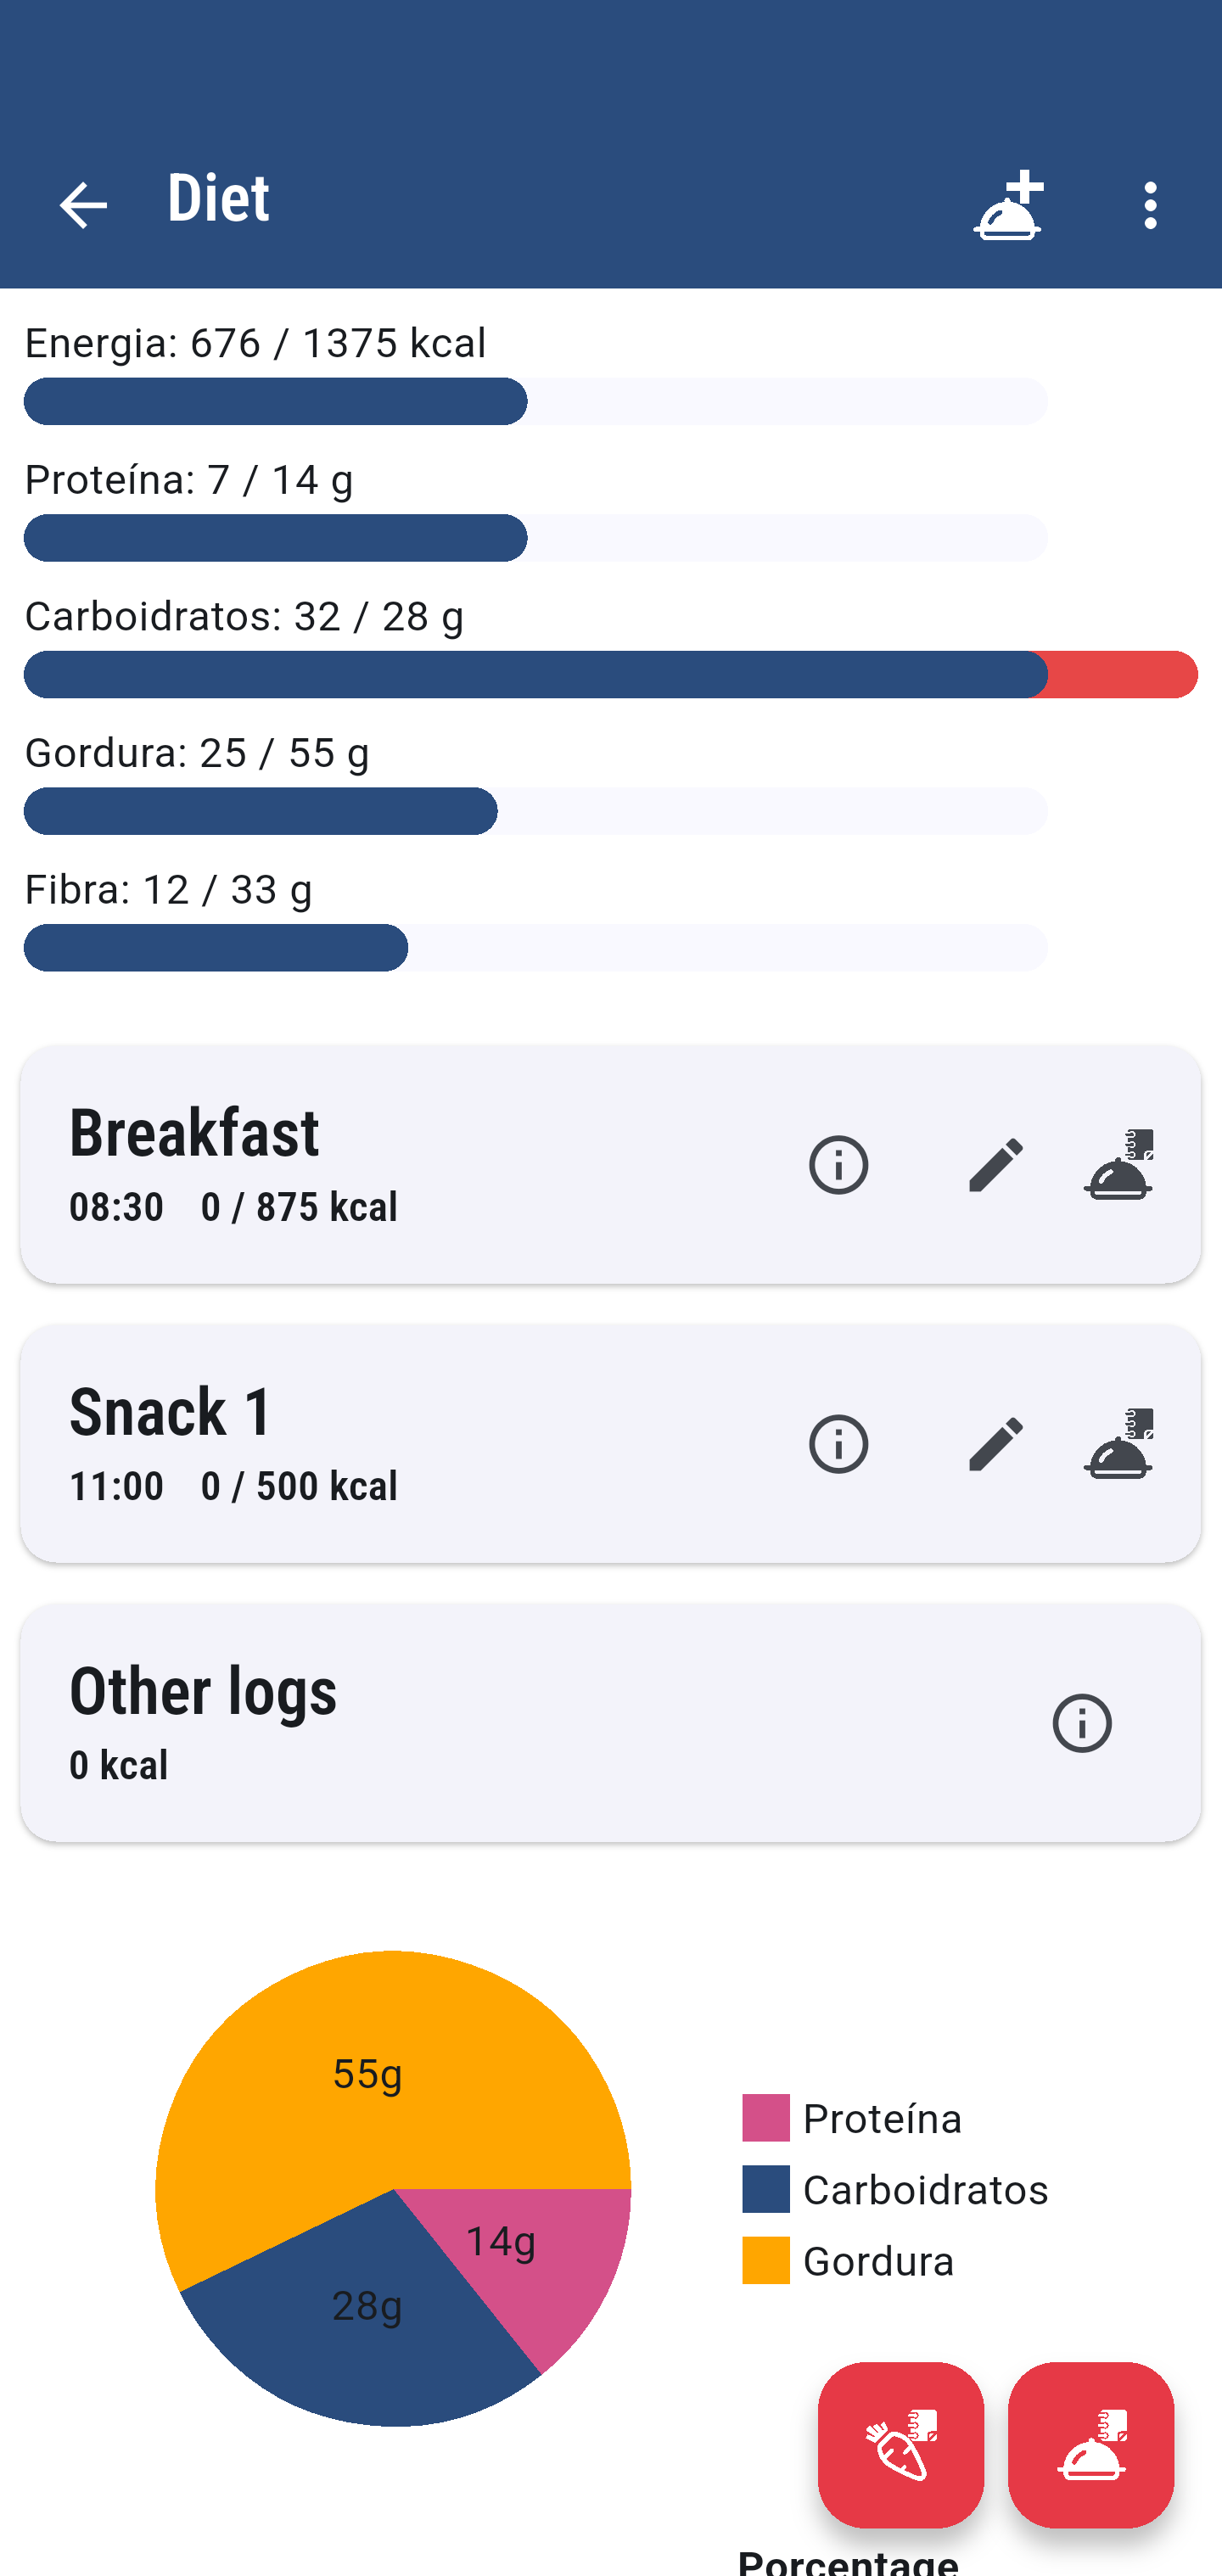 Diet
Energia: 676 / 1375 kcal
Proteína: 7 / 14 g
Carboidratos: 32 / 28 g
Gordura: 25 / 55 g
Fibra: 12 / 33 g
Breakfast
08:30 0 / 875 kcal
Snack 1
11:00 0 / 500 kcal
Other logs
0 kcal
55g
14g
28g
Proteína
Carboidratos
Gordura
Porcentage